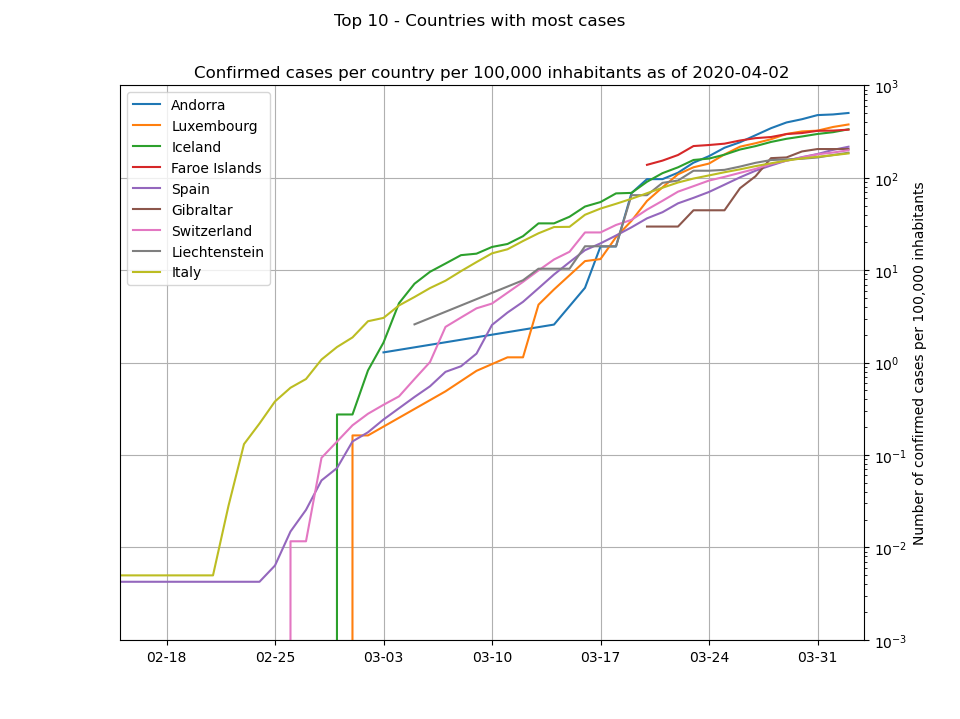 Top 10 - Countries with most cases
Confirmed cases per country per 100,000 inhabitants as of 2020-04-02
Andorra
Luxembourg
Iceland
Faroe Islands
Spain
Gibraltar
Switzerland
Liechtenstein
Italy
10³
10²
10¹
10⁰
10⁻¹
10⁻²
10⁻³
Number of confirmed cases per 100,000 inhabitants
02-18 02-25 03-03 03-10 03-17 03-24 03-31